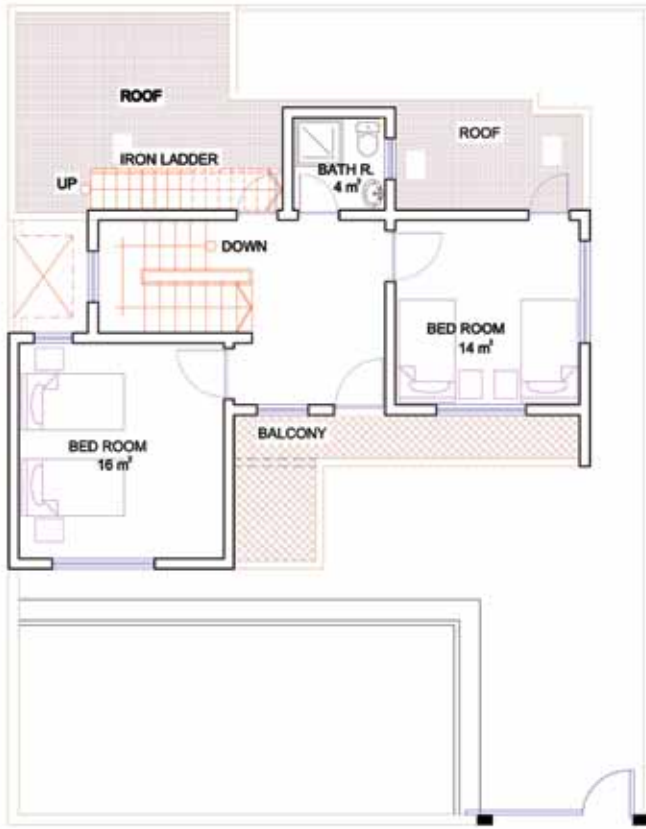 ROOF
ROOF
IRON LADDER
UP
BATH R.
4 m²
DOWN
BED ROOM
14 m²
BALCONY
BED ROOM
16 m²